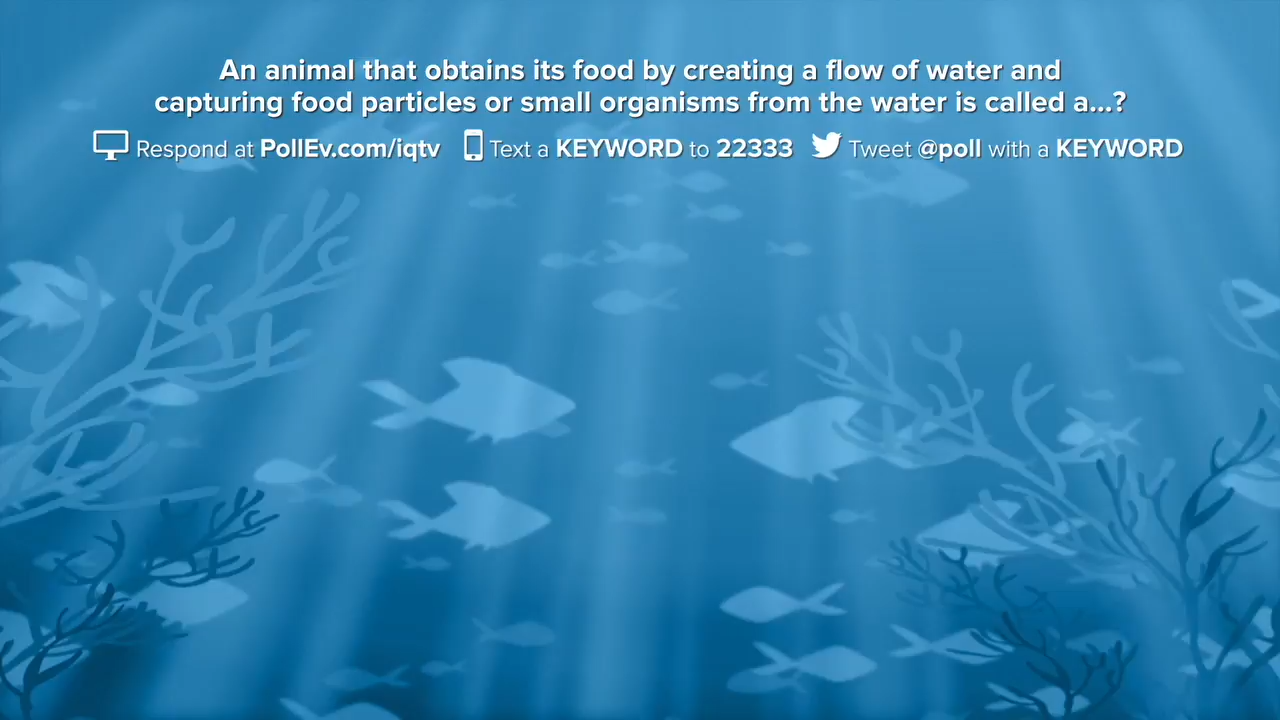 An animal that obtains its food by creating a flow of water and
capturing food particles or small organisms from the water is called a...?
Respond at PollEv.com/iqtv Text a KEYWORD to 22333 Tweet @poll with a KEYWORD